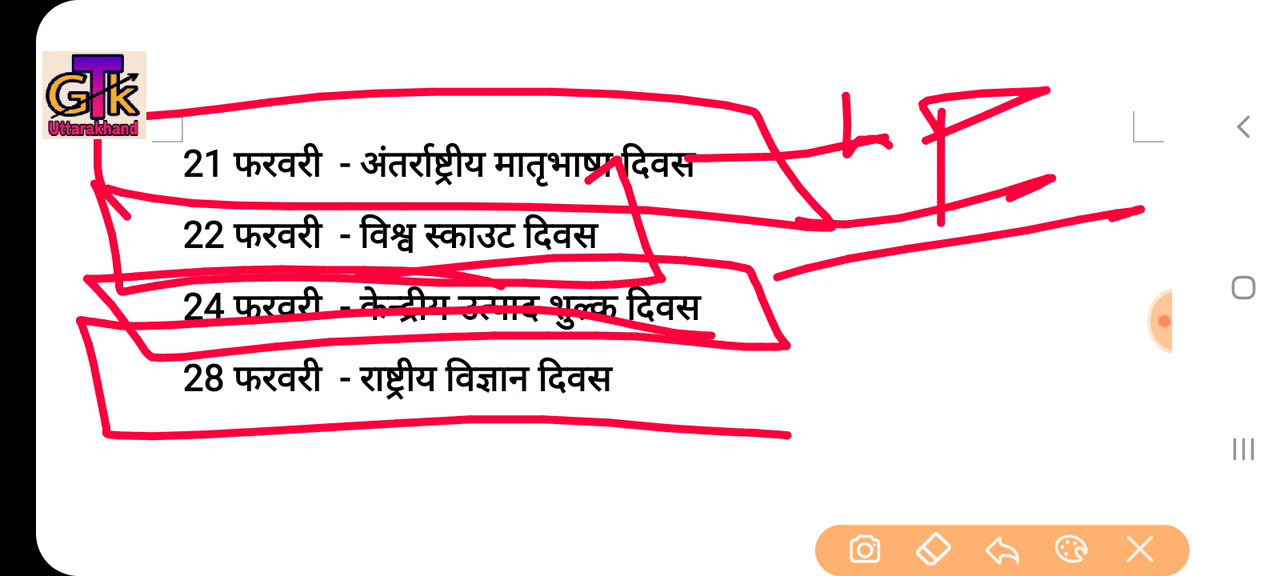 GTK
Uttarakhand
21 फरवरी - अंतर्राष्ट्रीय मातृभाषा दिवस
22 फरवरी - विश्व स्काउट दिवस
24 फरवरी - केन्द्रीय उत्पाद शुल्क दिवस
28 फरवरी - राष्ट्रीय विज्ञान दिवस